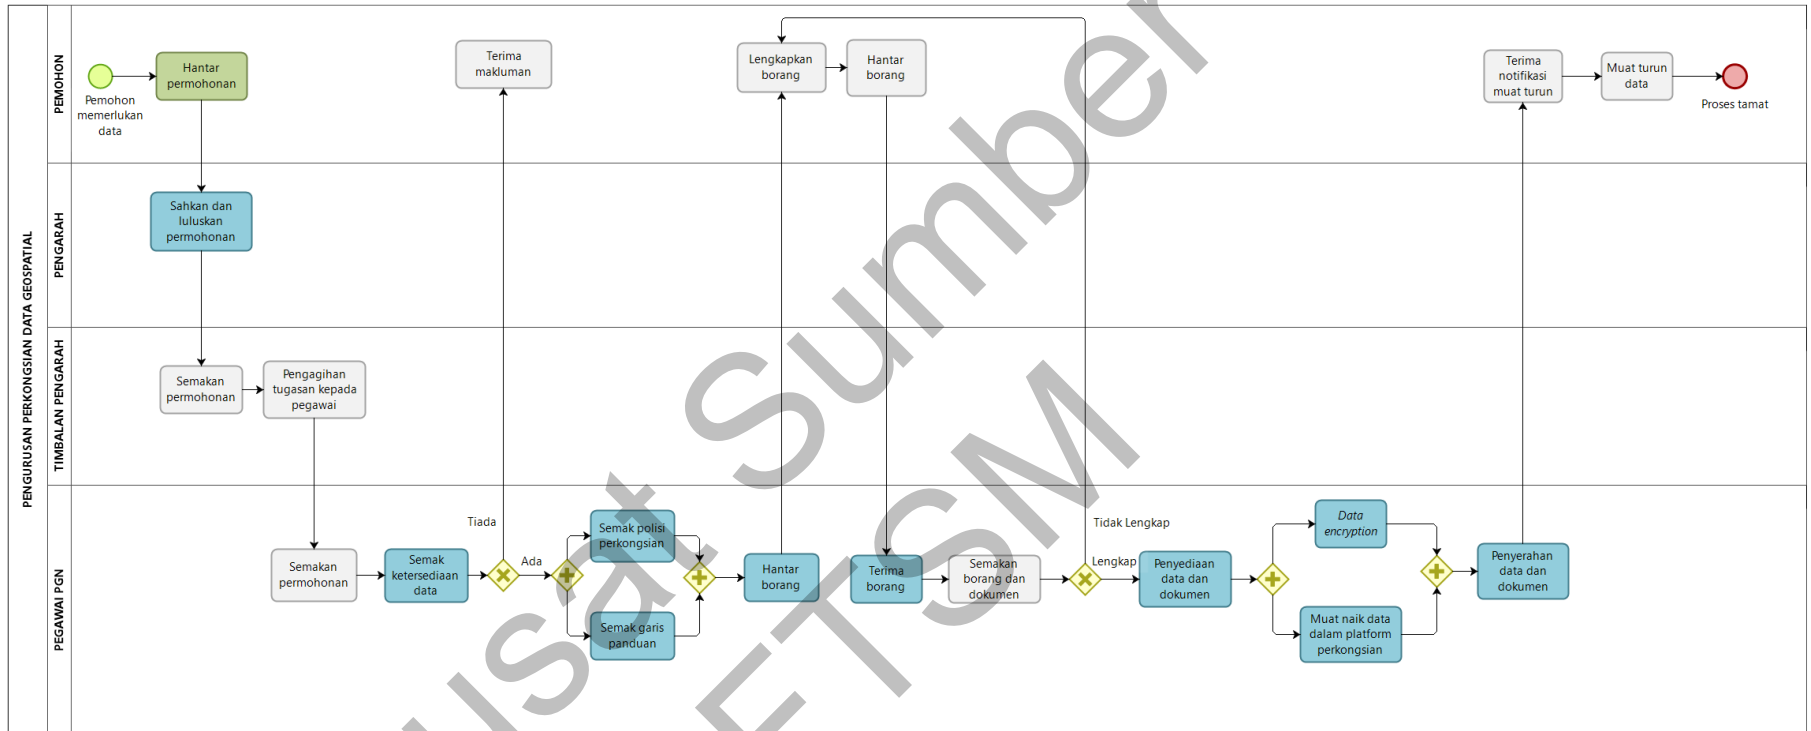 PENGURUSAN PERKONGSIAN DATA GEOSPATIAL
PEMOHON
Pemohon
memerlukan
data
Hantar
permohonan
Terima
makluman
Lengkapkan
borang
Hantar
borang
Terima
notifikasi
muat turun
Muat turun
data
Proses tamat
PENGARAH
Sahkan dan
luluskan
permohonan
TIMBALAN PENGARAH
Semakan
permohonan
Pengagihan
tugasan kepada
pegawai
PEGAWAI PGN
Semakan
permohonan
Semak
ketersediaan
data
Tiada
Ada
Semak polisi
perkongsian
Semak garis
panduan
Hantar
borang
Terima
borang
Semakan
borang dan
dokumen
Tidak Lengkap
Lengkap
Penyediaan
data dan
dokumen
Data
encryption
Muat naik data
dalam platform
perkongsian
Penyerahan
data dan
dokumen
usat Sumber
ETSM